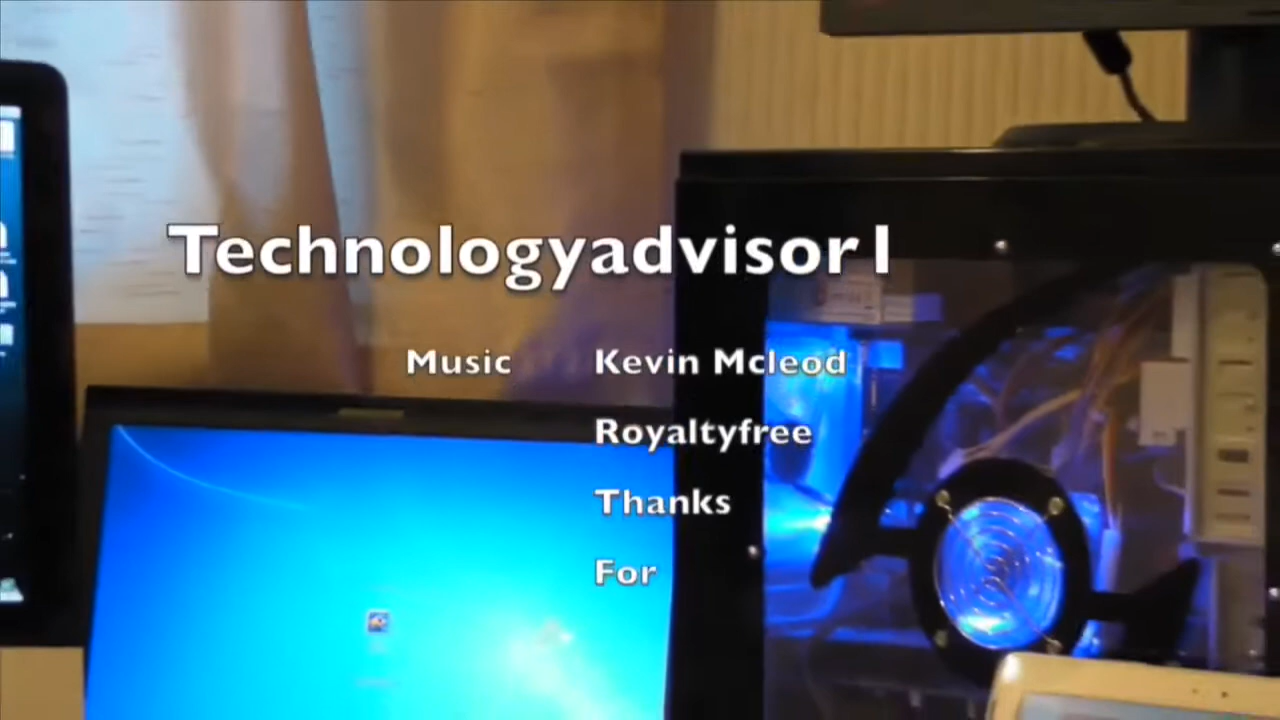 Technologyadvisor1
Music Kevin Mcleod
Royaltyfree
Thanks
For